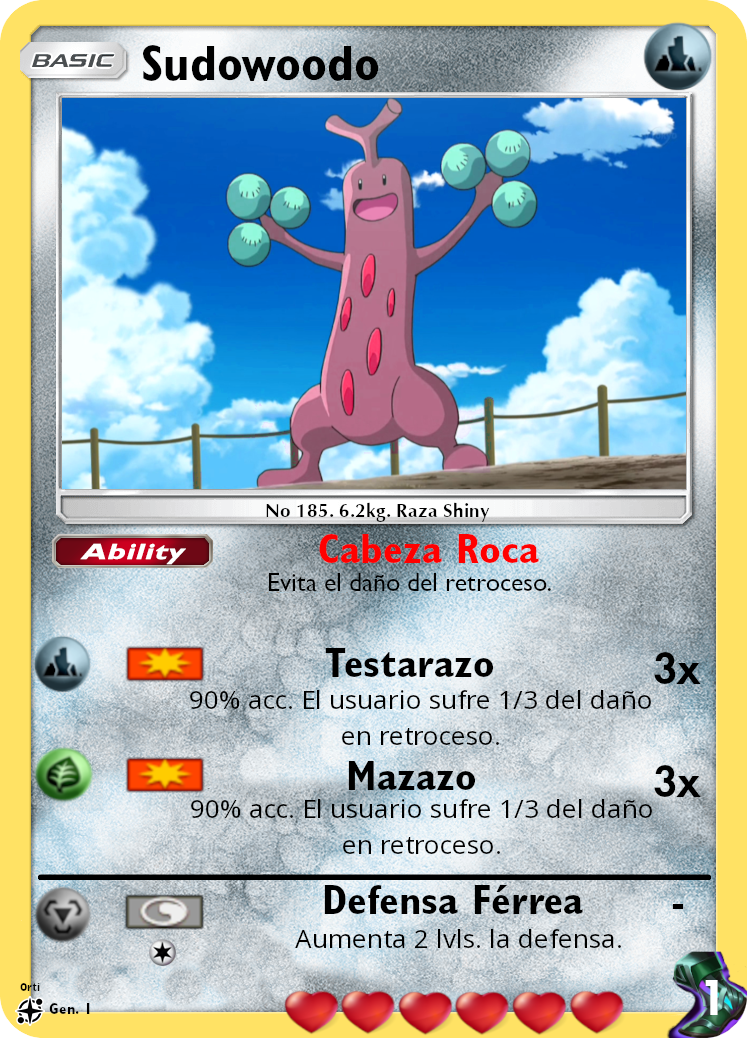 BASIC Sudowoodo
No 185. 6.2kg. Raza Shiny
Ability Cabeza Roca
Evita el daño del retroceso.
Testarazo 3x
90% acc. El usuario sufre 1/3 del daño
en retroceso.
Mazazo 3x
90% acc. El usuario sufre 1/3 del daño
en retroceso.
Defensa Férrea -
Aumenta 2 lvls. la defensa.
Orti
Gen. 1
1